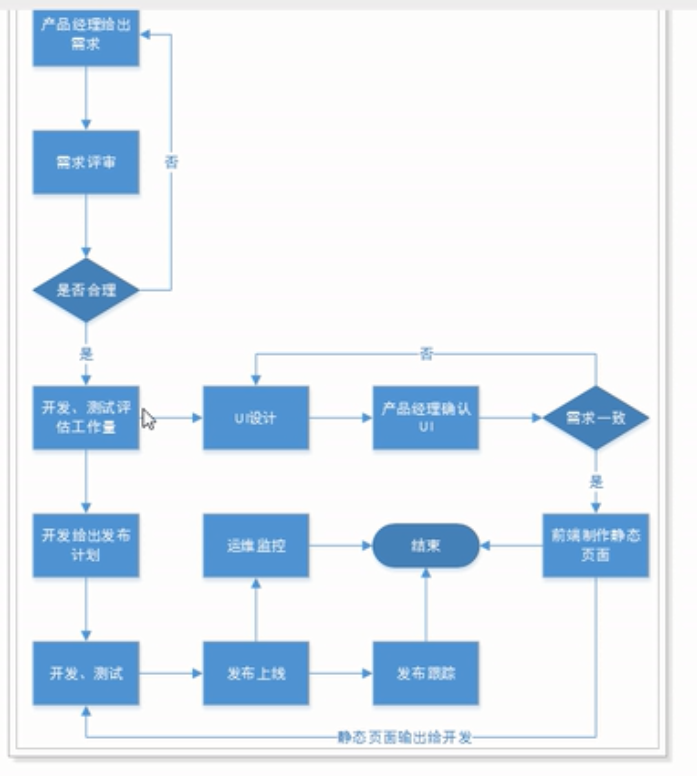 产品经理给出
需求
需求评审
否
是否合理
是
否
开发、测试评
估工作量
UI设计
产品经理确认
UI
需求一致
是
开发给出发布
计划
运维监控
结束
前端制作静态
页面
开发、测试
发布上线
发布跟踪
静态页面输出给开发